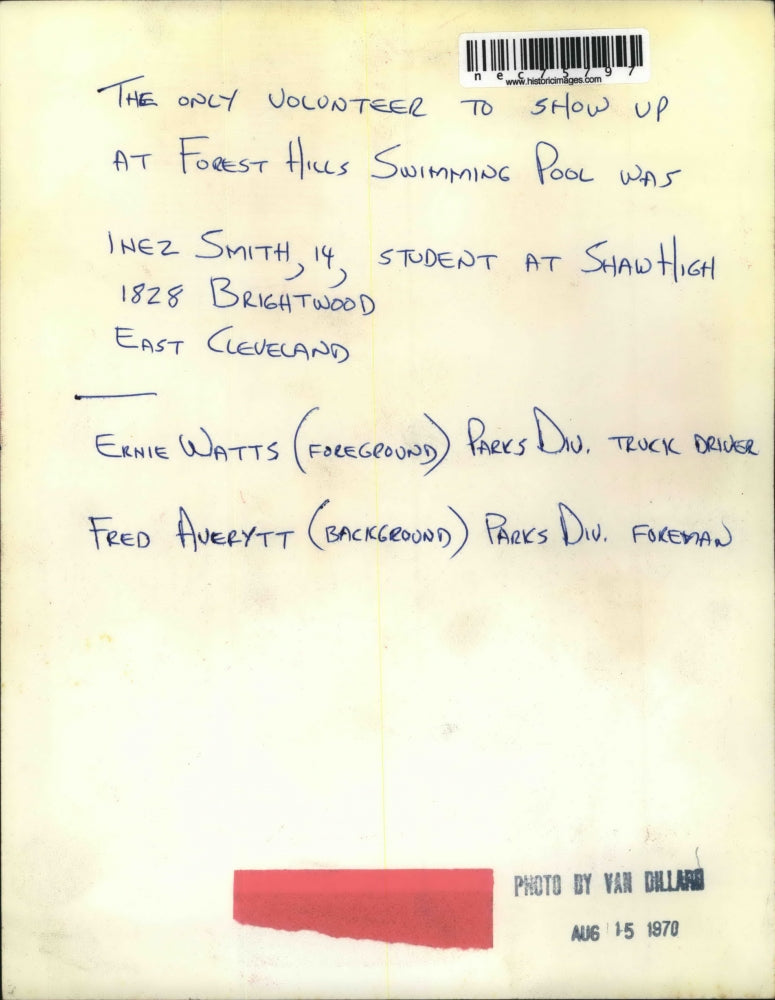 nec75797
www.historicimages.com
THE ONLY VOLUNTEER TO SHOW UP
AT FOREST HILLS SWIMMING POOL WAS
INEZ SMITH, 14, STUDENT AT SHAW HIGH
1828 BRIGHTWOOD
EAST CLEVELAND
ERNIE WATTS (FOREGROUND) PARKS DIV. TRUCK DRIVER
FRED AVERYTT (BACKGROUND) PARKS DIV. FOREMAN
PHOTO BY VAN DILLARD
AUG 15 1970